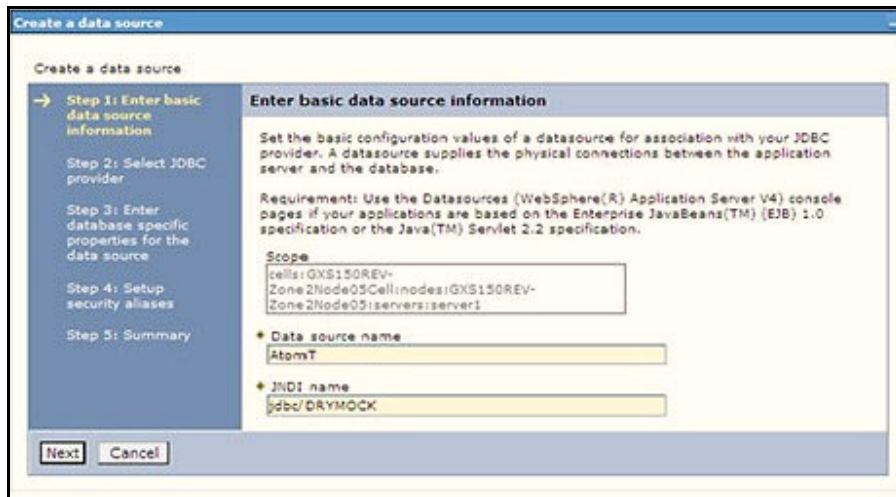 Create a data source
Create a data source
Step 1: Enter basic
data source
information
Step 2: Select JDBC
provider
Step 3: Enter
database specific
properties for the
data source
Step 4: Setup
security aliases
Step 5: Summary
Enter basic data source information
Set the basic configuration values of a datasource for association with your JDBC
provider. A datasource supplies the physical connections between the application
server and the database.
Requirement: Use the Datasources (WebSphere(R) Application Server V4) console
pages if your applications are based on the Enterprise JavaBeans(TM) (EJB) 1.0
specification or the Java(TM) Servlet 2.2 specification.
Scope
cells:GXS150REV-
Zone2Node05Cell:nodes:GXS150REV-
Zone2Node05:servers:server1
Data source name
AtomT
JNDI name
jdbc/DRYMOCK
Next
Cancel